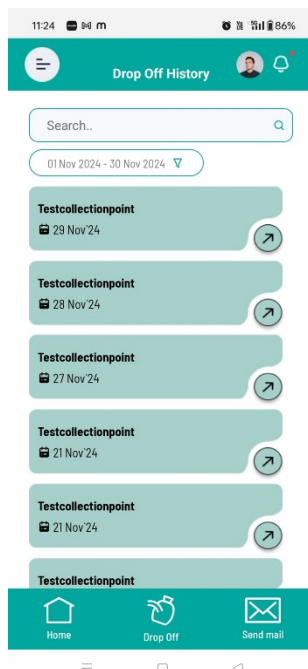 11:24 m 86%
Drop Off History
Search..
01 Nov 2024 - 30 Nov 2024
Testcollectionpoint
29 Nov'24
Testcollectionpoint
28 Nov'24
Testcollectionpoint
27 Nov'24
Testcollectionpoint
21 Nov'24
Testcollectionpoint
21 Nov'24
Testcollectionpoint
Home Drop Off Send mail